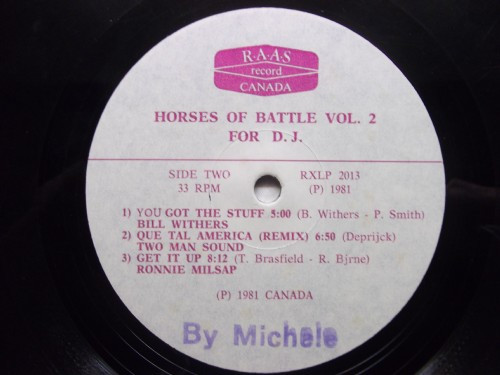 R·A·A·S
record
CANADA
HORSES OF BATTLE VOL. 2
FOR D.J.
SIDE TWO RXLP 2013
33 RPM (P) 1981
1) YOU GOT THE STUFF 5:00 (B. Withers - P. Smith)
BILL WITHERS
2) QUE TAL AMERICA (REMIX) 6:50 (Deprijck)
TWO MAN SOUND
3) GET IT UP 8:12 (T. Brasfield - R. Bjrne)
RONNIE MILSAP
(P) 1981 CANADA
By Michele